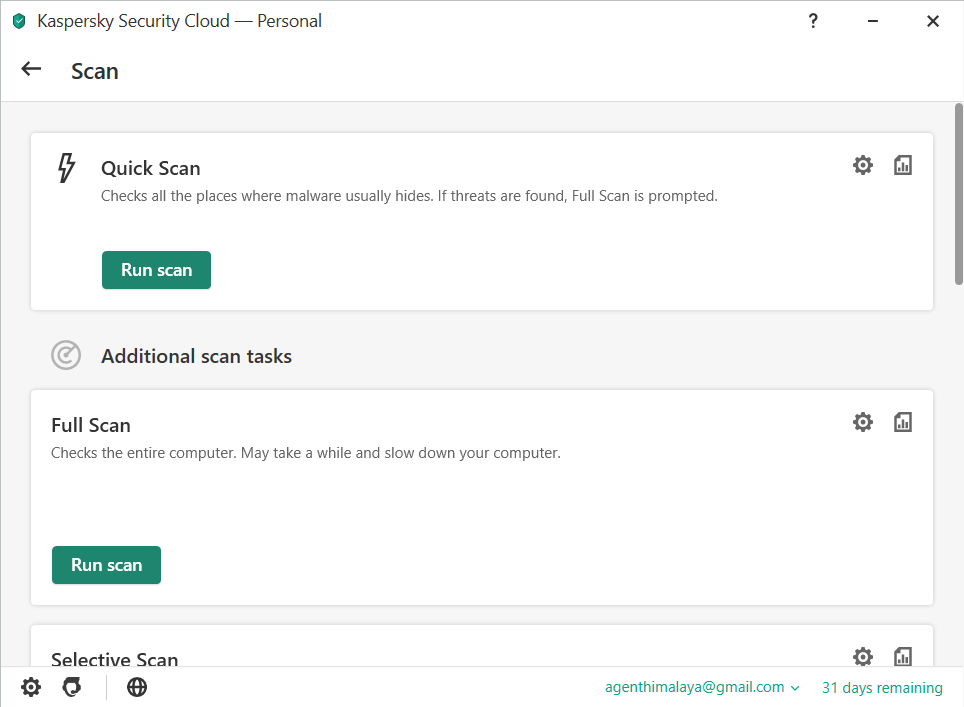 Kaspersky Security Cloud — Personal
?
Scan
Quick Scan
Checks all the places where malware usually hides. If threats are found, Full Scan is prompted.
Run scan
Additional scan tasks
Full Scan
Checks the entire computer. May take a while and slow down your computer.
Run scan
Selective Scan
agenthimalaya@gmail.com
31 days remaining